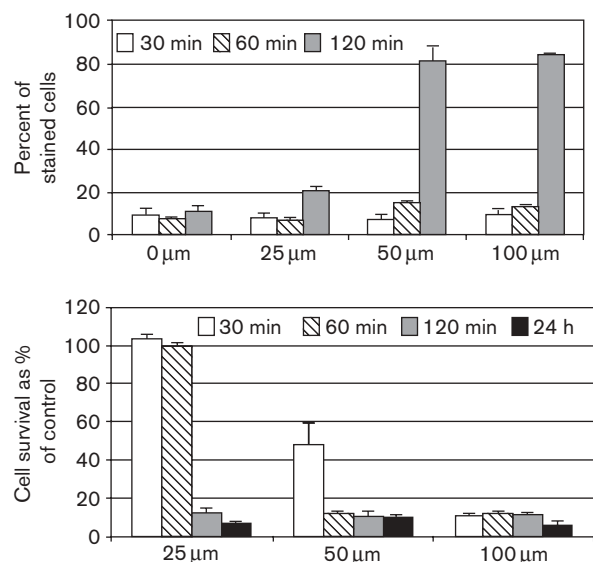 100
30 min 60 min 120 min
80
60
40
20
0
Percent of
stained cells
0 μm 25 μm 50 μm 100 μm
120
30 min 60 min 120 min 24 h
100
80
60
40
20
0
Cell survival as %
of control
25 μm 50 μm 100 μm